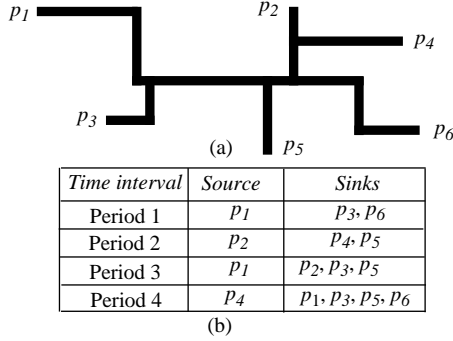 p1
p2
p4
p3
p6
p5
(a)
Time interval Source Sinks
Period 1 p1 p3, p6
Period 2 p2 p4, p5
Period 3 p1 p2, p3, p5
Period 4 p4 p1, p3, p5, p6
(b)